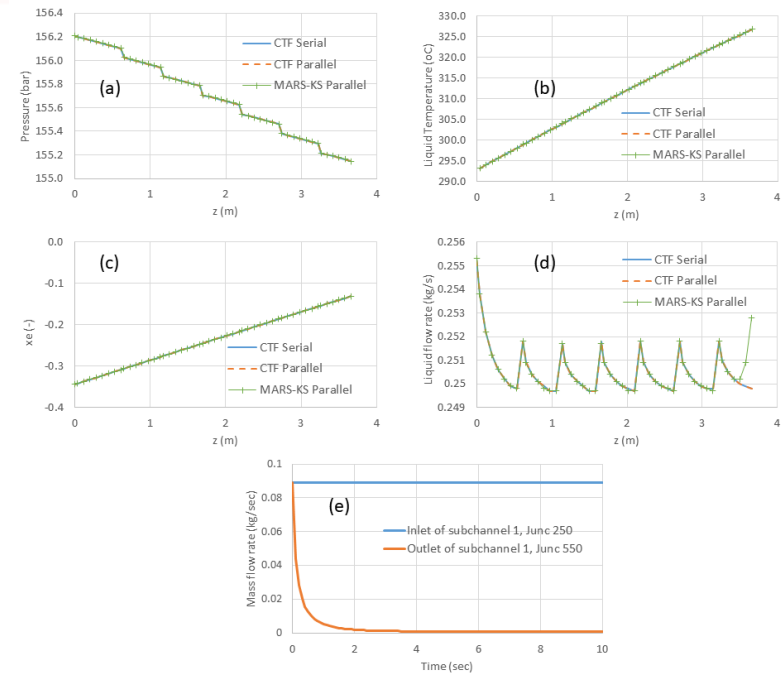 156.4
156.2
156.0
155.8
155.6
155.4
155.2
155.0
Pressure (bar)
(a)
CTF Serial
CTF Parallel
MARS-KS Parallel
0 1 2 3 4
z (m)
330.0
325.0
320.0
315.0
310.0
305.0
300.0
295.0
290.0
Liquid Temperature (oC)
(b)
CTF Serial
CTF Parallel
MARS-KS Parallel
0 1 2 3 4
z (m)
0.0
-0.1
-0.2
-0.3
-0.4
xe (-)
(c)
CTF Serial
CTF Parallel
MARS-KS Parallel
0 1 2 3 4
z (m)
0.256
0.255
0.254
0.252
0.251
0.25
0.249
Liquid flow rate (kg/s)
(d)
CTF Serial
CTF Parallel
MARS-KS Parallel
0 1 2 3 4
z (m)
0.1
0.08
0.06
0.04
0.02
0
Mass flow rate (kg/sec)
(e)
Inlet of subchannel 1, Junc 250
Outlet of subchannel 1, Junc 550
0 2 4 6 8 10
Time (sec)